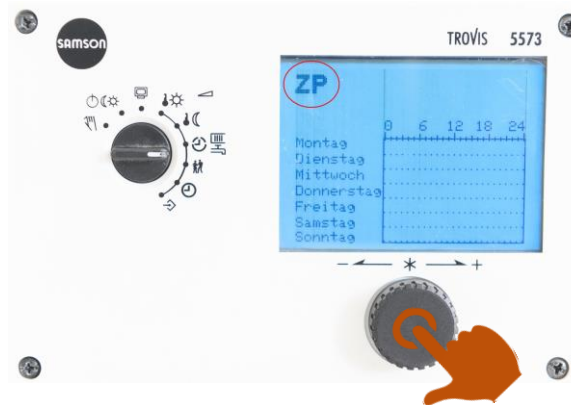 SAMSON
TROVIS 5573
ZP
0 6 12 18 24
Montag
Dienstag
Mittwoch
Donnerstag
Freitag
Samstag
Sonntag
- * +